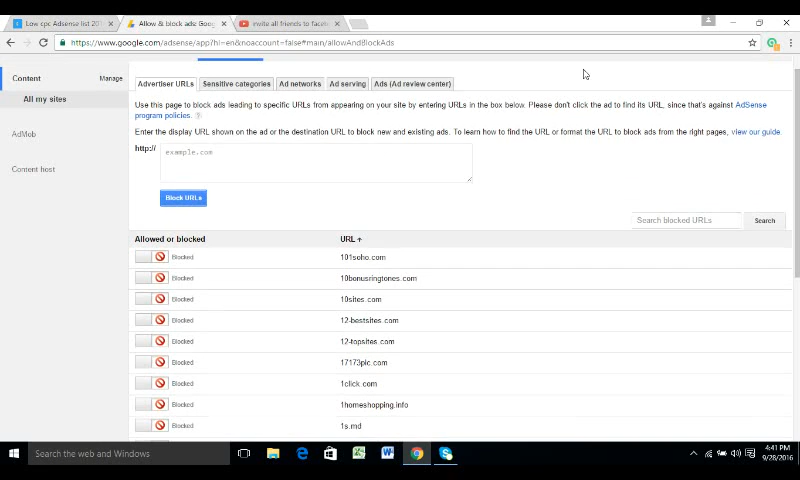 Low cpc Adsense list 201
Allow & block ads: Goog
invite all friends to faceb
https://www.google.com/adsense/app?hl=en&noaccount=false#main/allowAndBlockAds
Content
Manage
All my sites
AdMob
Content host
Advertiser URLs
Sensitive categories
Ad networks
Ad serving
Ads (Ad review center)
Use this page to block ads leading to specific URLs from appearing on your site by entering URLs in the box below. Please don't click the ad to find its URL, since that's against AdSense
program policies. ?
Enter the display URL shown on the ad or the destination URL to block new and existing ads. To learn how to find the URL or format the URL to block ads from the right pages, view our guide.
http://
example.com
Block URLs
Search blocked URLs
Search
Allowed or blocked
URL
Blocked
101soho.com
Blocked
10bonusringtones.com
Blocked
10sites.com
Blocked
12-bestsites.com
Blocked
12-topsites.com
Blocked
17173plc.com
Blocked
1click.com
Blocked
1homeshopping.info
Blocked
1s.md
Search the web and Windows
4:41 PM
9/28/2016